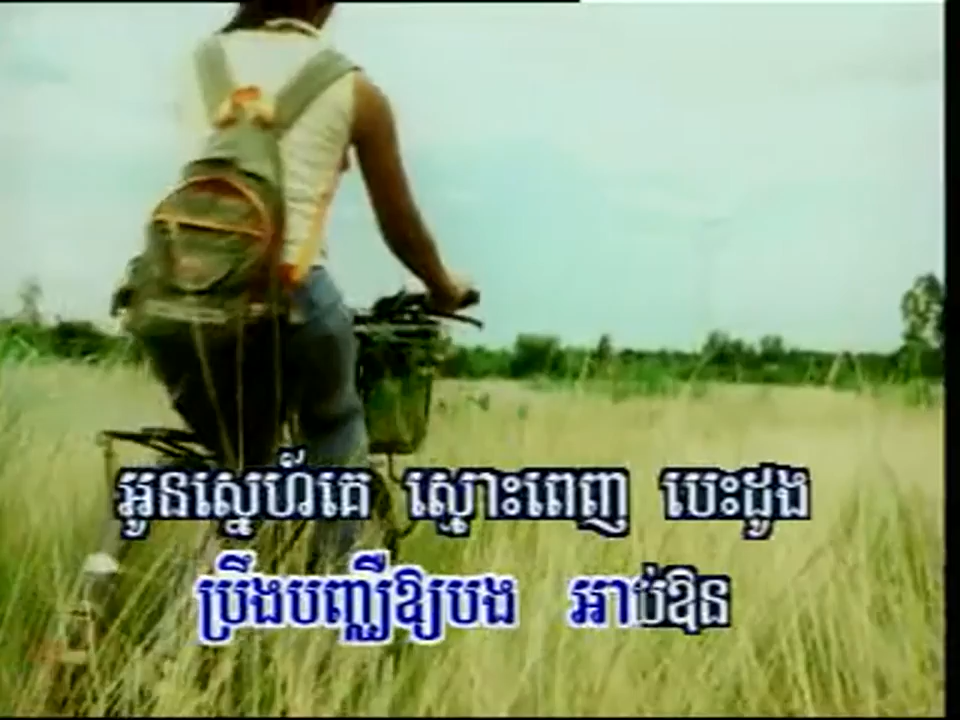 អូនស្នេហ៍គេ ស្មោះពេញ បេះដូង
ប្រឹងបញ្ឈឺឱ្យបង អាប់ឱន